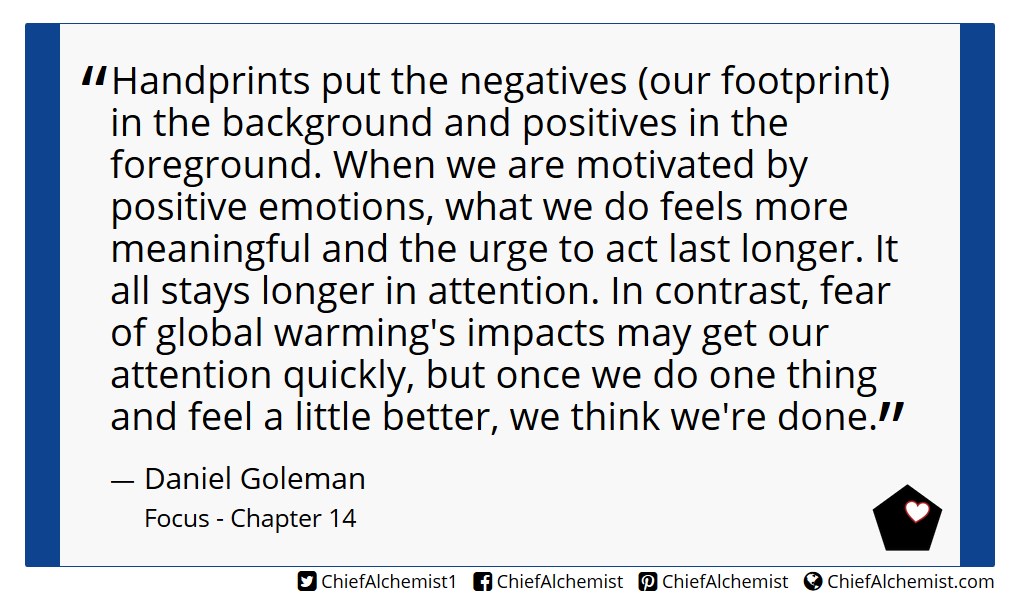 “Handprints put the negatives (our footprint)
in the background and positives in the
foreground. When we are motivated by
positive emotions, what we do feels more
meaningful and the urge to act last longer. It
all stays longer in attention. In contrast, fear
of global warming's impacts may get our
attention quickly, but once we do one thing
and feel a little better, we think we're done.”
— Daniel Goleman
Focus - Chapter 14
ChiefAlchemist1 ChiefAlchemist ChiefAlchemist ChiefAlchemist.com